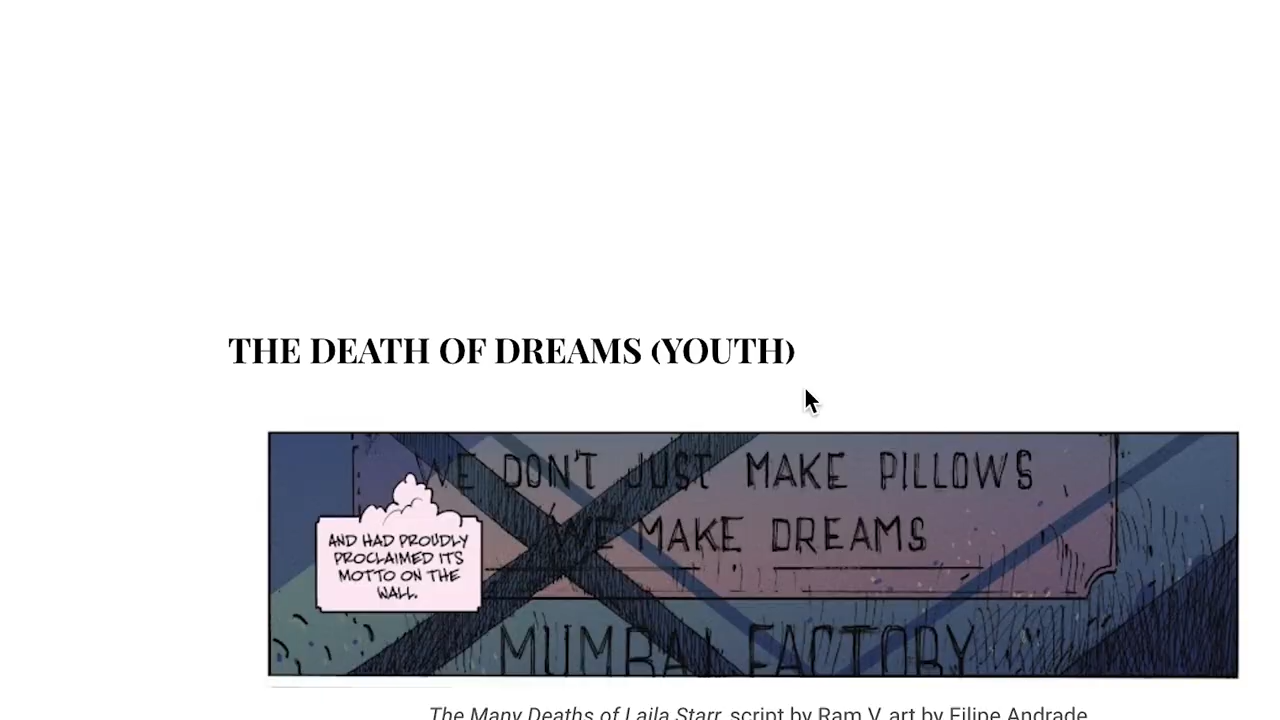 THE DEATH OF DREAMS (YOUTH)
WE DON'T JUST MAKE PILLOWS
WE MAKE DREAMS
AND HAD PROUDLY
PROCLAIMED ITS
MOTTO ON THE
WALL.
MUMBAI FACTORY
The Many Deaths of Laila Starr, script by Ram V, art by Filipe Andrade